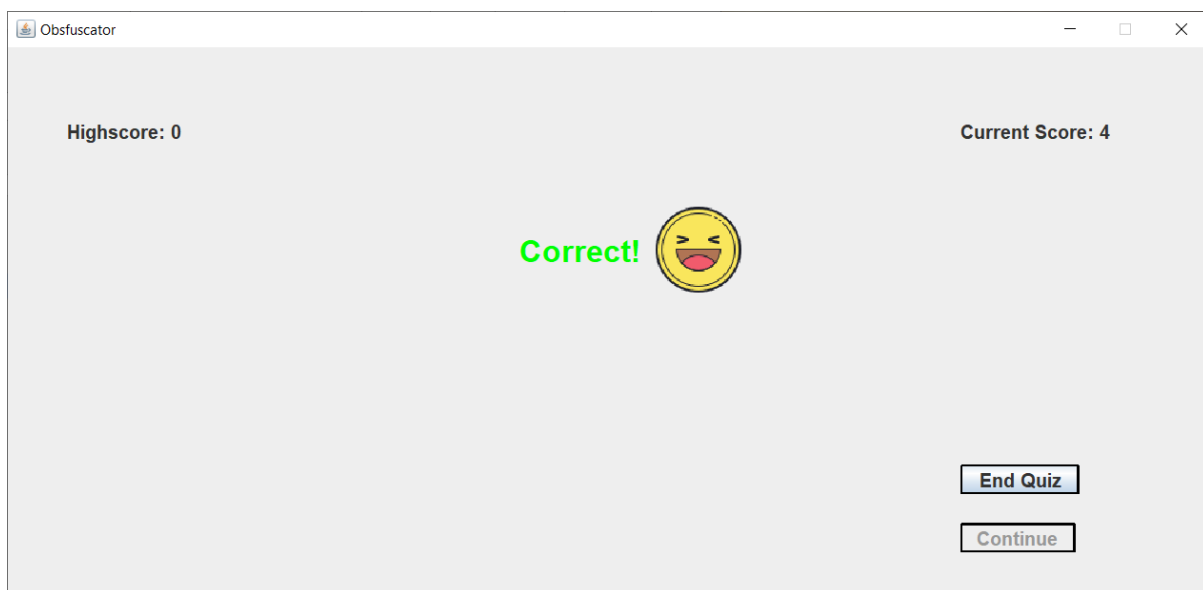 Obsfuscator
Highscore: 0
Current Score: 4
Correct!
End Quiz
Continue